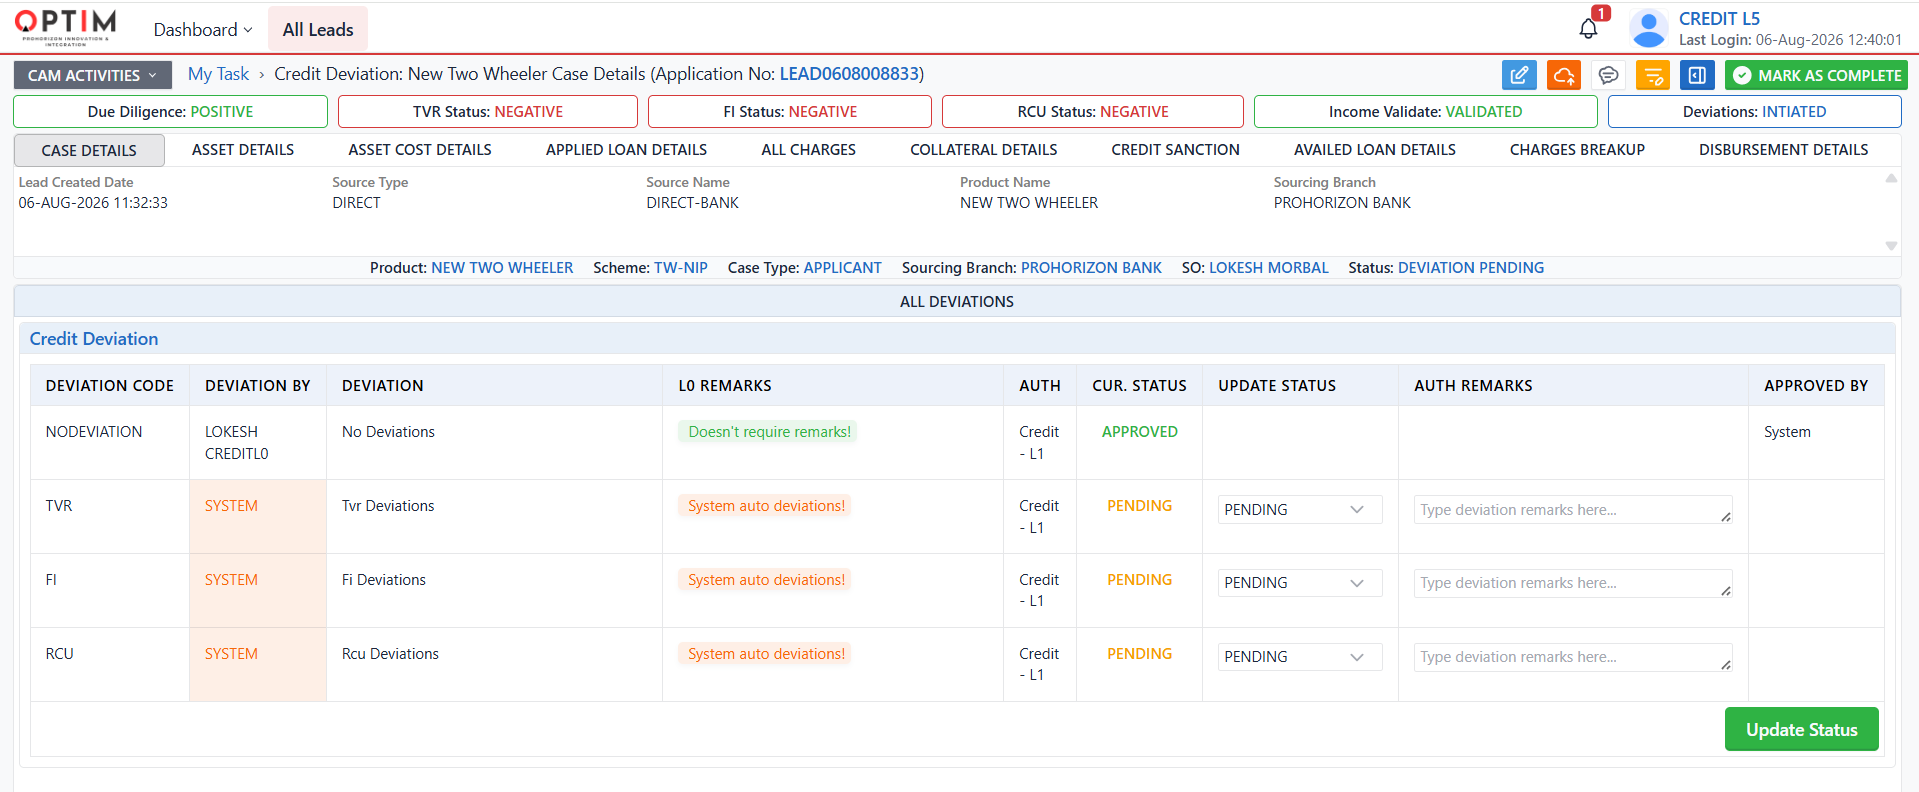 OPTIM
PROHORIZON INNOVATION & INTEGRATION
Dashboard
All Leads
1
CREDIT L5
Last Login: 06-Aug-2026 12:40:01
CAM ACTIVITIES
My Task › Credit Deviation: New Two Wheeler Case Details (Application No: LEAD0608008833)
MARK AS COMPLETE
Due Diligence: POSITIVE
TVR Status: NEGATIVE
FI Status: NEGATIVE
RCU Status: NEGATIVE
Income Validate: VALIDATED
Deviations: INTIATED
CASE DETAILS
ASSET DETAILS
ASSET COST DETAILS
APPLIED LOAN DETAILS
ALL CHARGES
COLLATERAL DETAILS
CREDIT SANCTION
AVAILED LOAN DETAILS
CHARGES BREAKUP
DISBURSEMENT DETAILS
Lead Created Date
06-AUG-2026 11:32:33
Source Type
DIRECT
Source Name
DIRECT-BANK
Product Name
NEW TWO WHEELER
Sourcing Branch
PROHORIZON BANK
Product: NEW TWO WHEELER Scheme: TW-NIP Case Type: APPLICANT Sourcing Branch: PROHORIZON BANK SO: LOKESH MORBAL Status: DEVIATION PENDING
ALL DEVIATIONS
Credit Deviation
DEVIATION CODE DEVIATION BY DEVIATION L0 REMARKS AUTH CUR. STATUS UPDATE STATUS AUTH REMARKS APPROVED BY
NODEVIATION
LOKESH
CREDITL0
No Deviations
Doesn't require remarks!
Credit
- L1
APPROVED
System
TVR
SYSTEM
Tvr Deviations
System auto deviations!
Credit
- L1
PENDING
PENDING
Type deviation remarks here...
FI
SYSTEM
Fi Deviations
System auto deviations!
Credit
- L1
PENDING
PENDING
Type deviation remarks here...
RCU
SYSTEM
Rcu Deviations
System auto deviations!
Credit
- L1
PENDING
PENDING
Type deviation remarks here...
Update Status